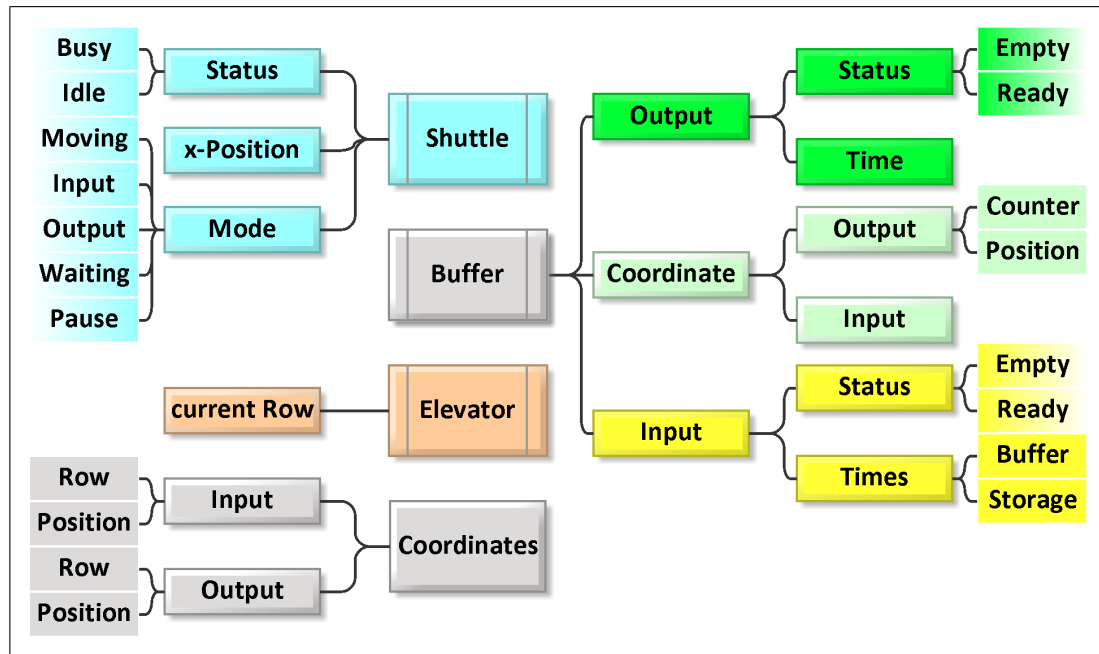 Busy
Idle
Status
Moving
Input
Output
Waiting
Pause
x-Position
Mode
Shuttle
Buffer
Output
Status
Empty
Ready
Time
Coordinate
Output
Counter
Position
Input
Input
Status
Empty
Ready
Times
Buffer
Storage
current Row
Elevator
Row
Position
Input
Row
Position
Output
Coordinates